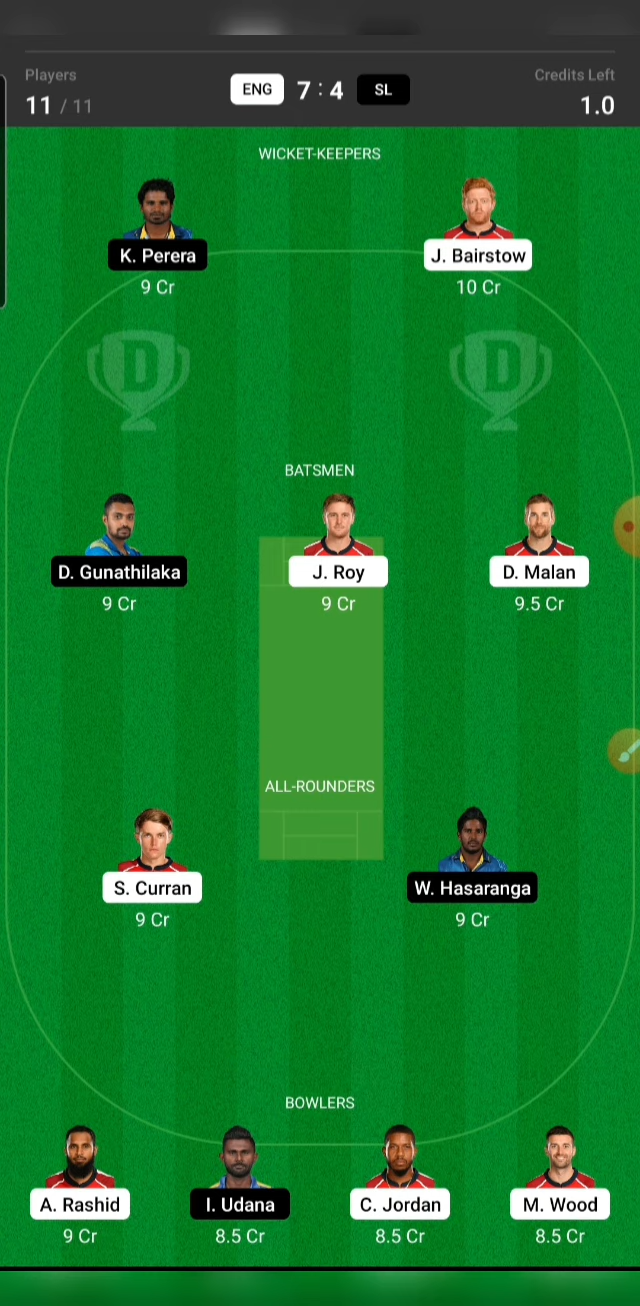 Players
Credits Left
11 / 11
ENG 7 : 4 SL
1.0
WICKET-KEEPERS
K. Perera
J. Bairstow
9 Cr
10 Cr
D
D
BATSMEN
D. Gunathilaka
J. Roy
D. Malan
9 Cr
9 Cr
9.5 Cr
ALL-ROUNDERS
S. Curran
W. Hasaranga
9 Cr
9 Cr
BOWLERS
A. Rashid
I. Udana
C. Jordan
M. Wood
9 Cr
8.5 Cr
8.5 Cr
8.5 Cr